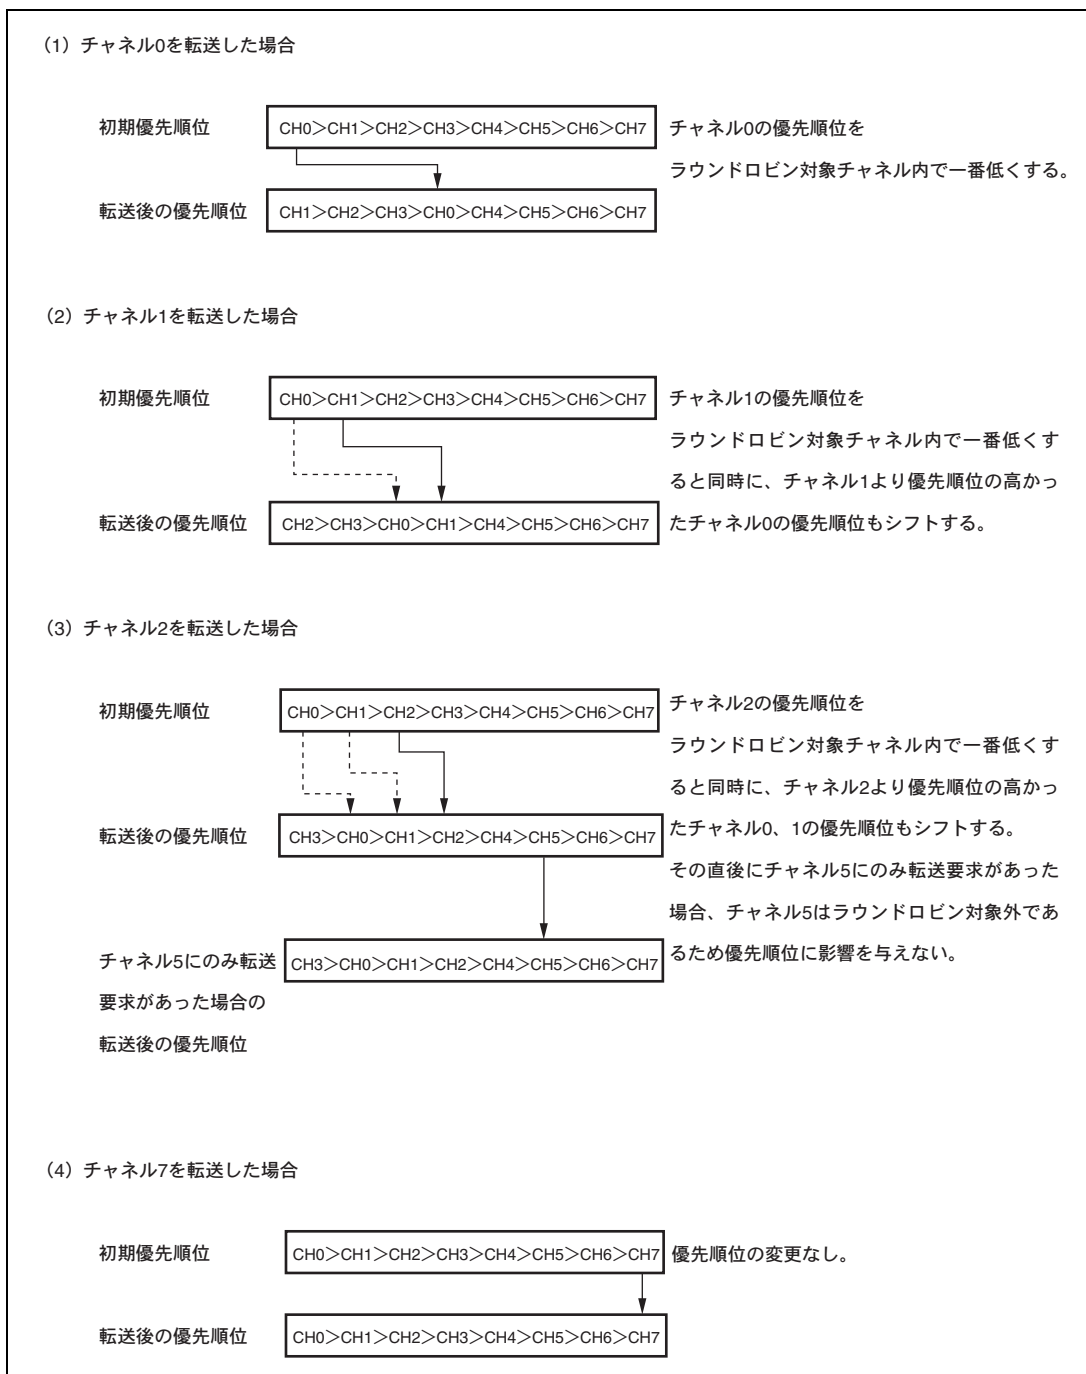 （1）チャネル0を転送した場合
初期優先順位
CH0＞CH1＞CH2＞CH3＞CH4＞CH5＞CH6＞CH7
チャネル0の優先順位を
ラウンドロビン対象チャネル内で一番低くする。
転送後の優先順位
CH1＞CH2＞CH3＞CH0＞CH4＞CH5＞CH6＞CH7
（2）チャネル1を転送した場合
初期優先順位
CH0＞CH1＞CH2＞CH3＞CH4＞CH5＞CH6＞CH7
チャネル1の優先順位を
ラウンドロビン対象チャネル内で一番低くす
ると同時に、チャネル1より優先順位の高かっ
たチャネル0の優先順位もシフトする。
転送後の優先順位
CH2＞CH3＞CH0＞CH1＞CH4＞CH5＞CH6＞CH7
（3）チャネル2を転送した場合
初期優先順位
CH0＞CH1＞CH2＞CH3＞CH4＞CH5＞CH6＞CH7
チャネル2の優先順位を
ラウンドロビン対象チャネル内で一番低くす
ると同時に、チャネル2より優先順位の高かっ
たチャネル0、1の優先順位もシフトする。
転送後の優先順位
CH3＞CH0＞CH1＞CH2＞CH4＞CH5＞CH6＞CH7
その直後にチャネル5にのみ転送要求があった
場合、チャネル5はラウンドロビン対象外であ
るため優先順位に影響を与えない。
チャネル5にのみ転送
要求があった場合の
転送後の優先順位
CH3＞CH0＞CH1＞CH2＞CH4＞CH5＞CH6＞CH7
（4）チャネル7を転送した場合
初期優先順位
CH0＞CH1＞CH2＞CH3＞CH4＞CH5＞CH6＞CH7
優先順位の変更なし。
転送後の優先順位
CH0＞CH1＞CH2＞CH3＞CH4＞CH5＞CH6＞CH7